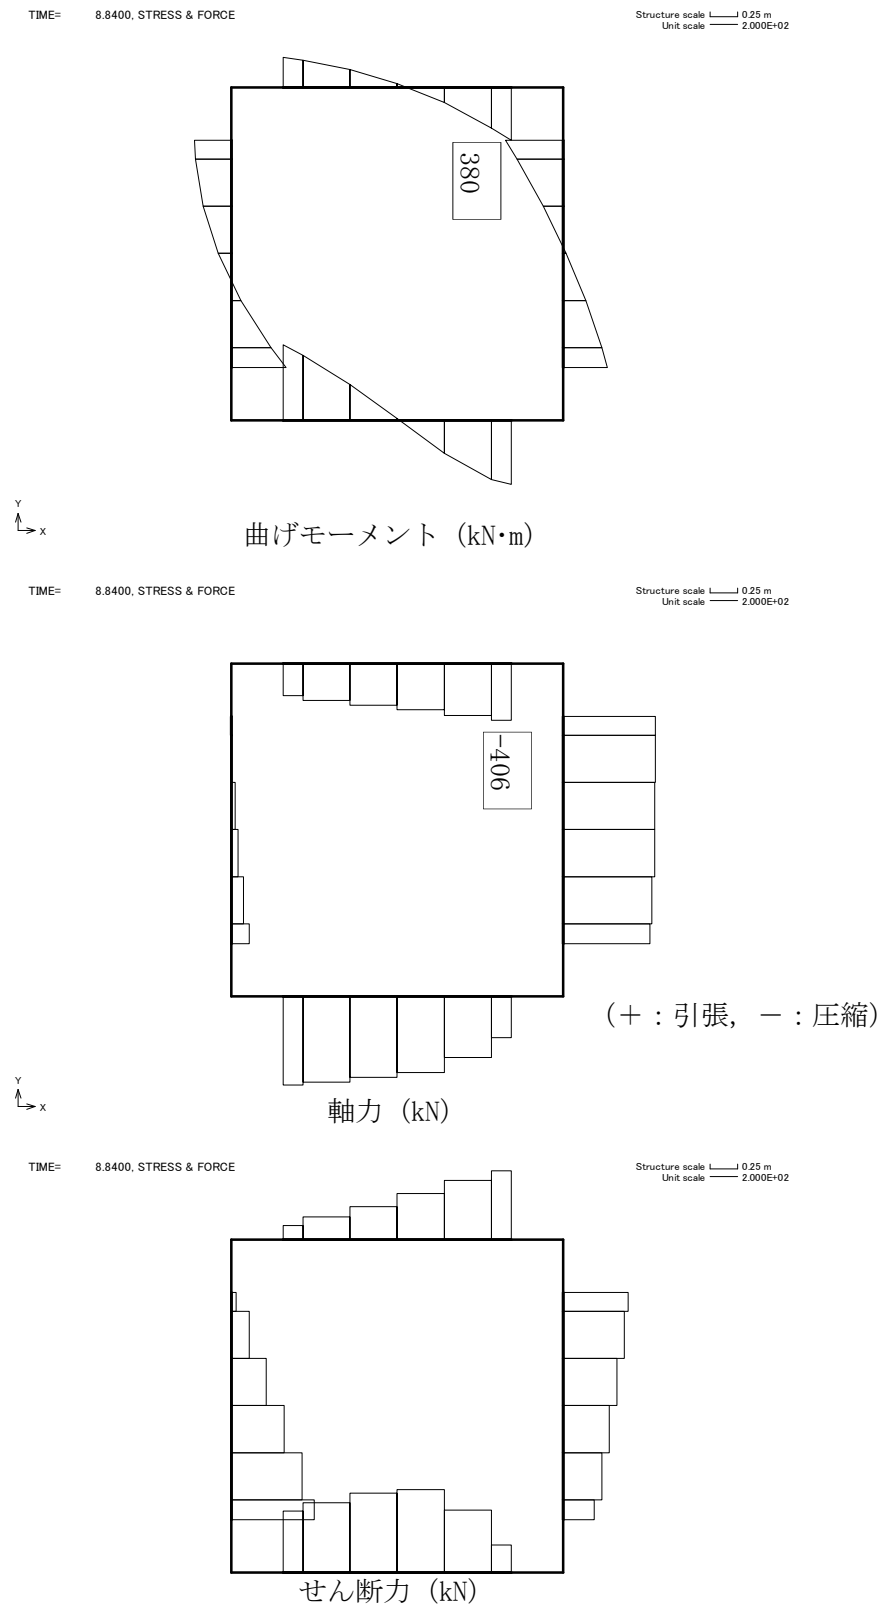 TIME= 8.8400, STRESS & FORCE
Structure scale 0.25 m
Unit scale 2.000E+02
380
Y
X
曲げモーメント (kN・m)
TIME= 8.8400, STRESS & FORCE
Structure scale 0.25 m
Unit scale 2.000E+02
-406
(＋：引張, －：圧縮)
Y
X
軸力 (kN)
TIME= 8.8400, STRESS & FORCE
Structure scale 0.25 m
Unit scale 2.000E+02
せん断力 (kN)